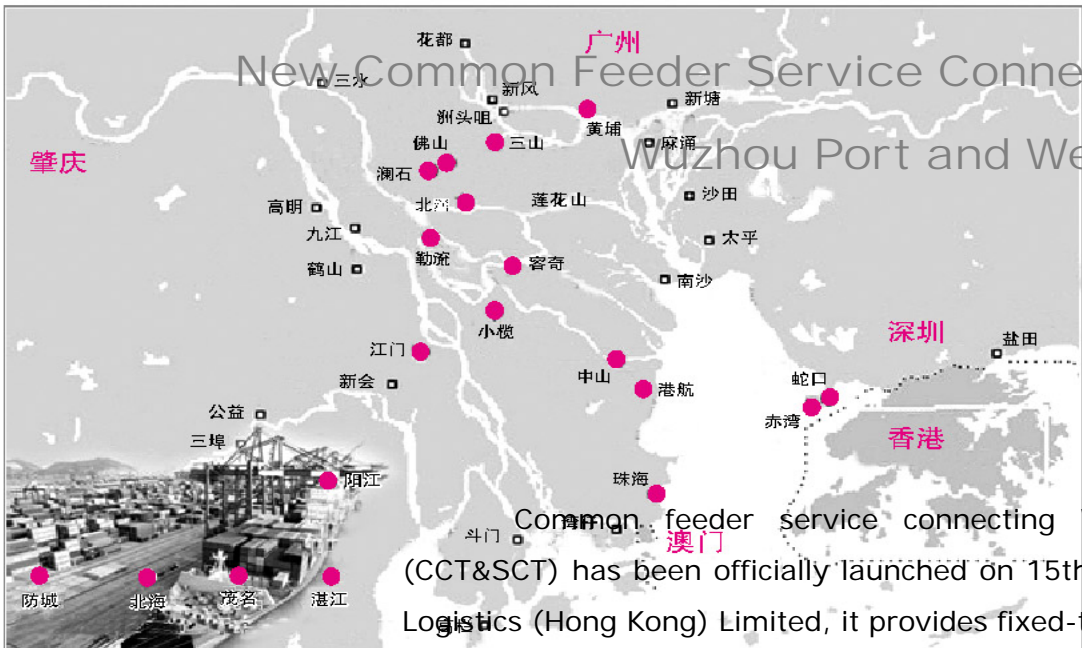 花都
广州
New Common Feeder Service Conne
三水
新风
新塘
洲头咀
黄埔
佛山
三山
麻涌
Wuzhou Port and We
肇庆
澜石
高明
北滘
莲花山
沙田
九江
勒流
太平
鹤山
容奇
南沙
小榄
深圳
盐田
江门
中山
蛇口
新会
港航
公益
赤湾
香港
三埠
阳江
珠海
斗门
Common feeder service connecting
澳门
(CCT&SCT) has been officially launched on 15th
防城
北海
茂名
湛江
Logistics (Hong Kong) Limited, it provides fixed-t